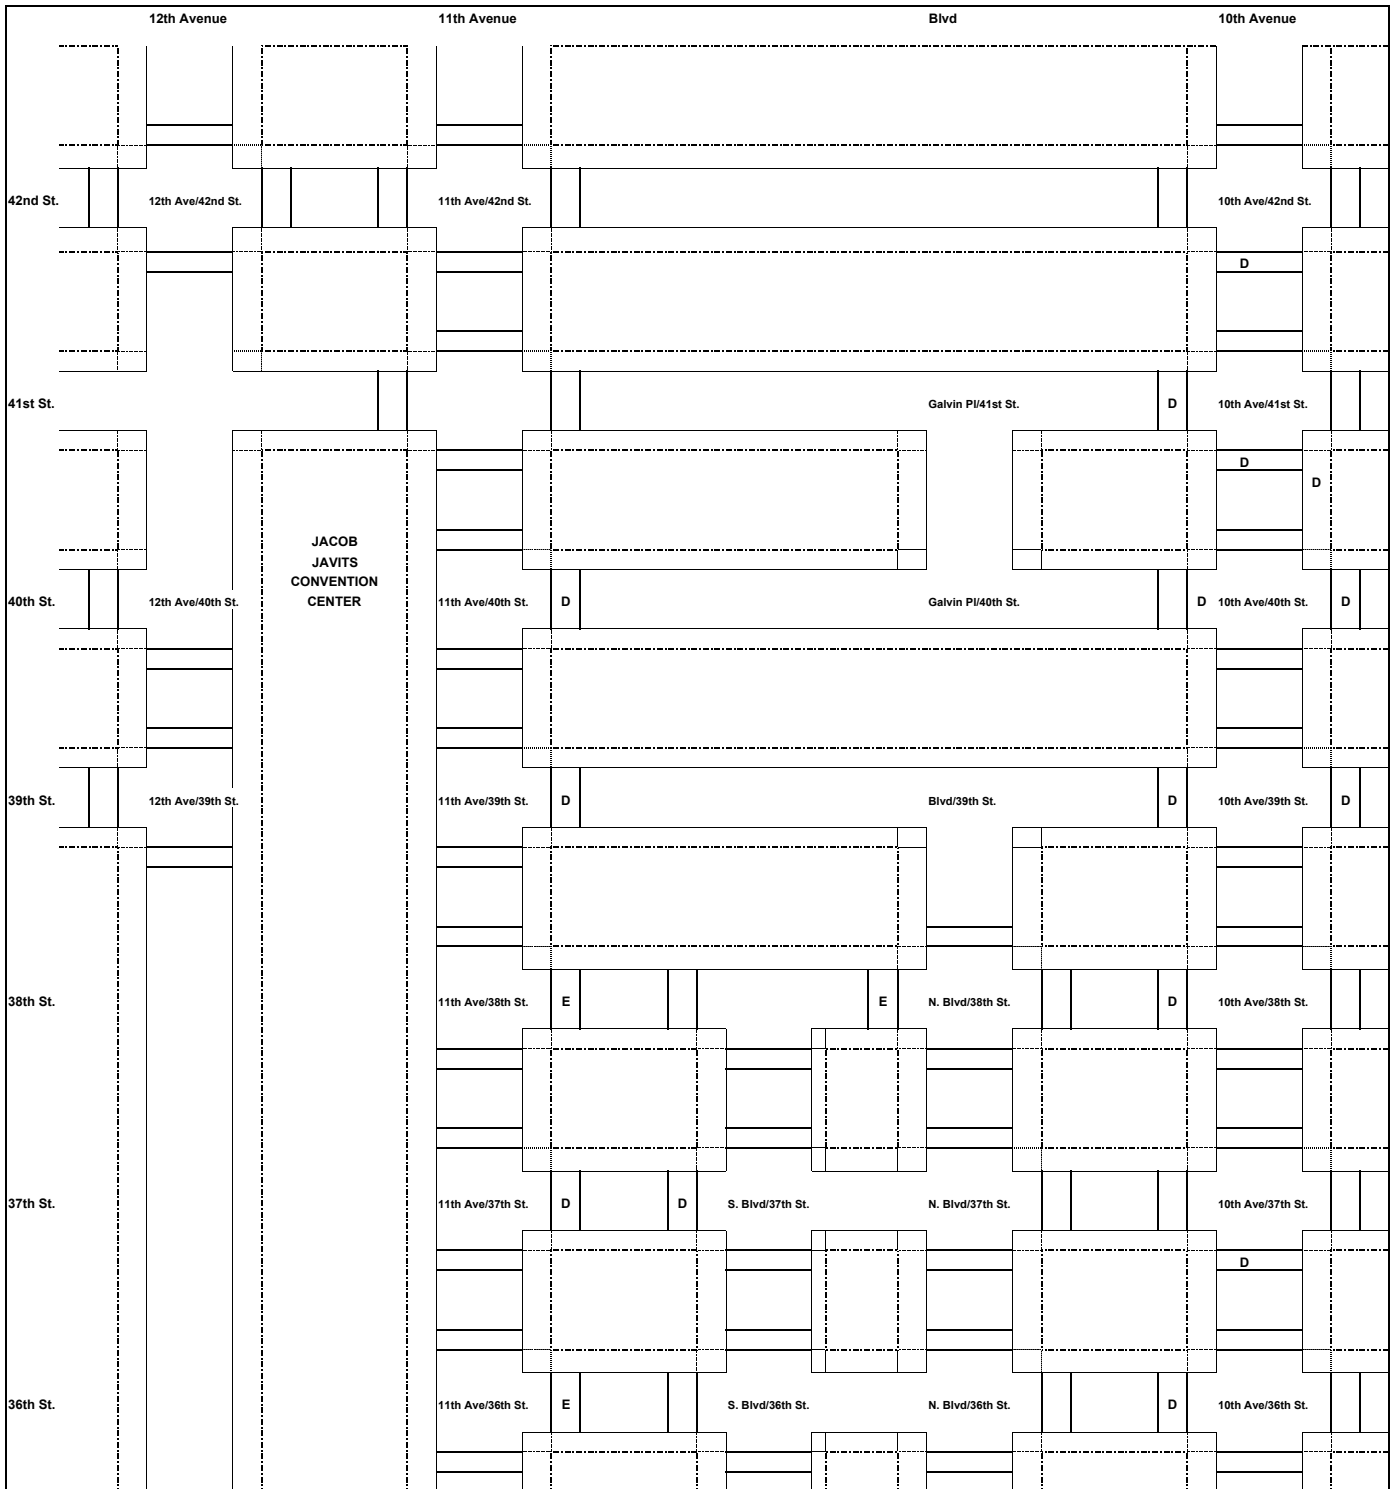 12th Avenue 11th Avenue Blvd 10th Avenue
42nd St. 12th Ave/42nd St. 11th Ave/42nd St. 10th Ave/42nd St.
D
41st St. Galvin Pl/41st St. D 10th Ave/41st St.
D
D
JACOB
JAVITS
CONVENTION
CENTER
40th St. 12th Ave/40th St. 11th Ave/40th St. D Galvin Pl/40th St. D 10th Ave/40th St. D
39th St. 12th Ave/39th St. 11th Ave/39th St. D Blvd/39th St. D 10th Ave/39th St. D
38th St. 11th Ave/38th St. E E N. Blvd/38th St. D 10th Ave/38th St.
37th St. 11th Ave/37th St. D D S. Blvd/37th St. N. Blvd/37th St. 10th Ave/37th St.
D
36th St. 11th Ave/36th St. E S. Blvd/36th St. N. Blvd/36th St. D 10th Ave/36th St.